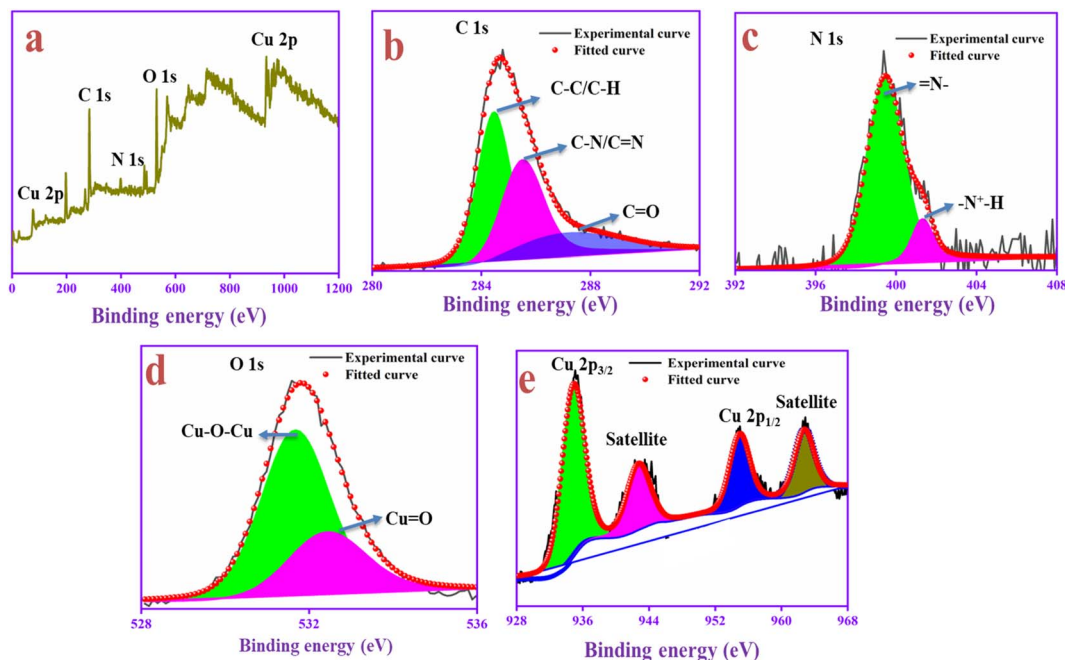 a
Cu 2p
C 1s
N 1s
O 1s
Cu 2p
0 200 400 600 800 1000 1200
Binding energy (eV)
b
C 1s
Experimental curve
Fitted curve
C-C/C-H
C-N/C=N
C=O
280 284 288 292
Binding energy (eV)
c
N 1s
Experimental curve
Fitted curve
=N-
-N⁺-H
392 396 400 404 408
Binding energy (eV)
d
O 1s
Experimental curve
Fitted curve
Cu-O-Cu
Cu=O
528 532 536
Binding energy (eV)
e
Cu 2p₃/₂
Experimental curve
Fitted curve
Satellite
Cu 2p₁/₂
Satellite
928 936 944 952 960 968
Binding energy (eV)